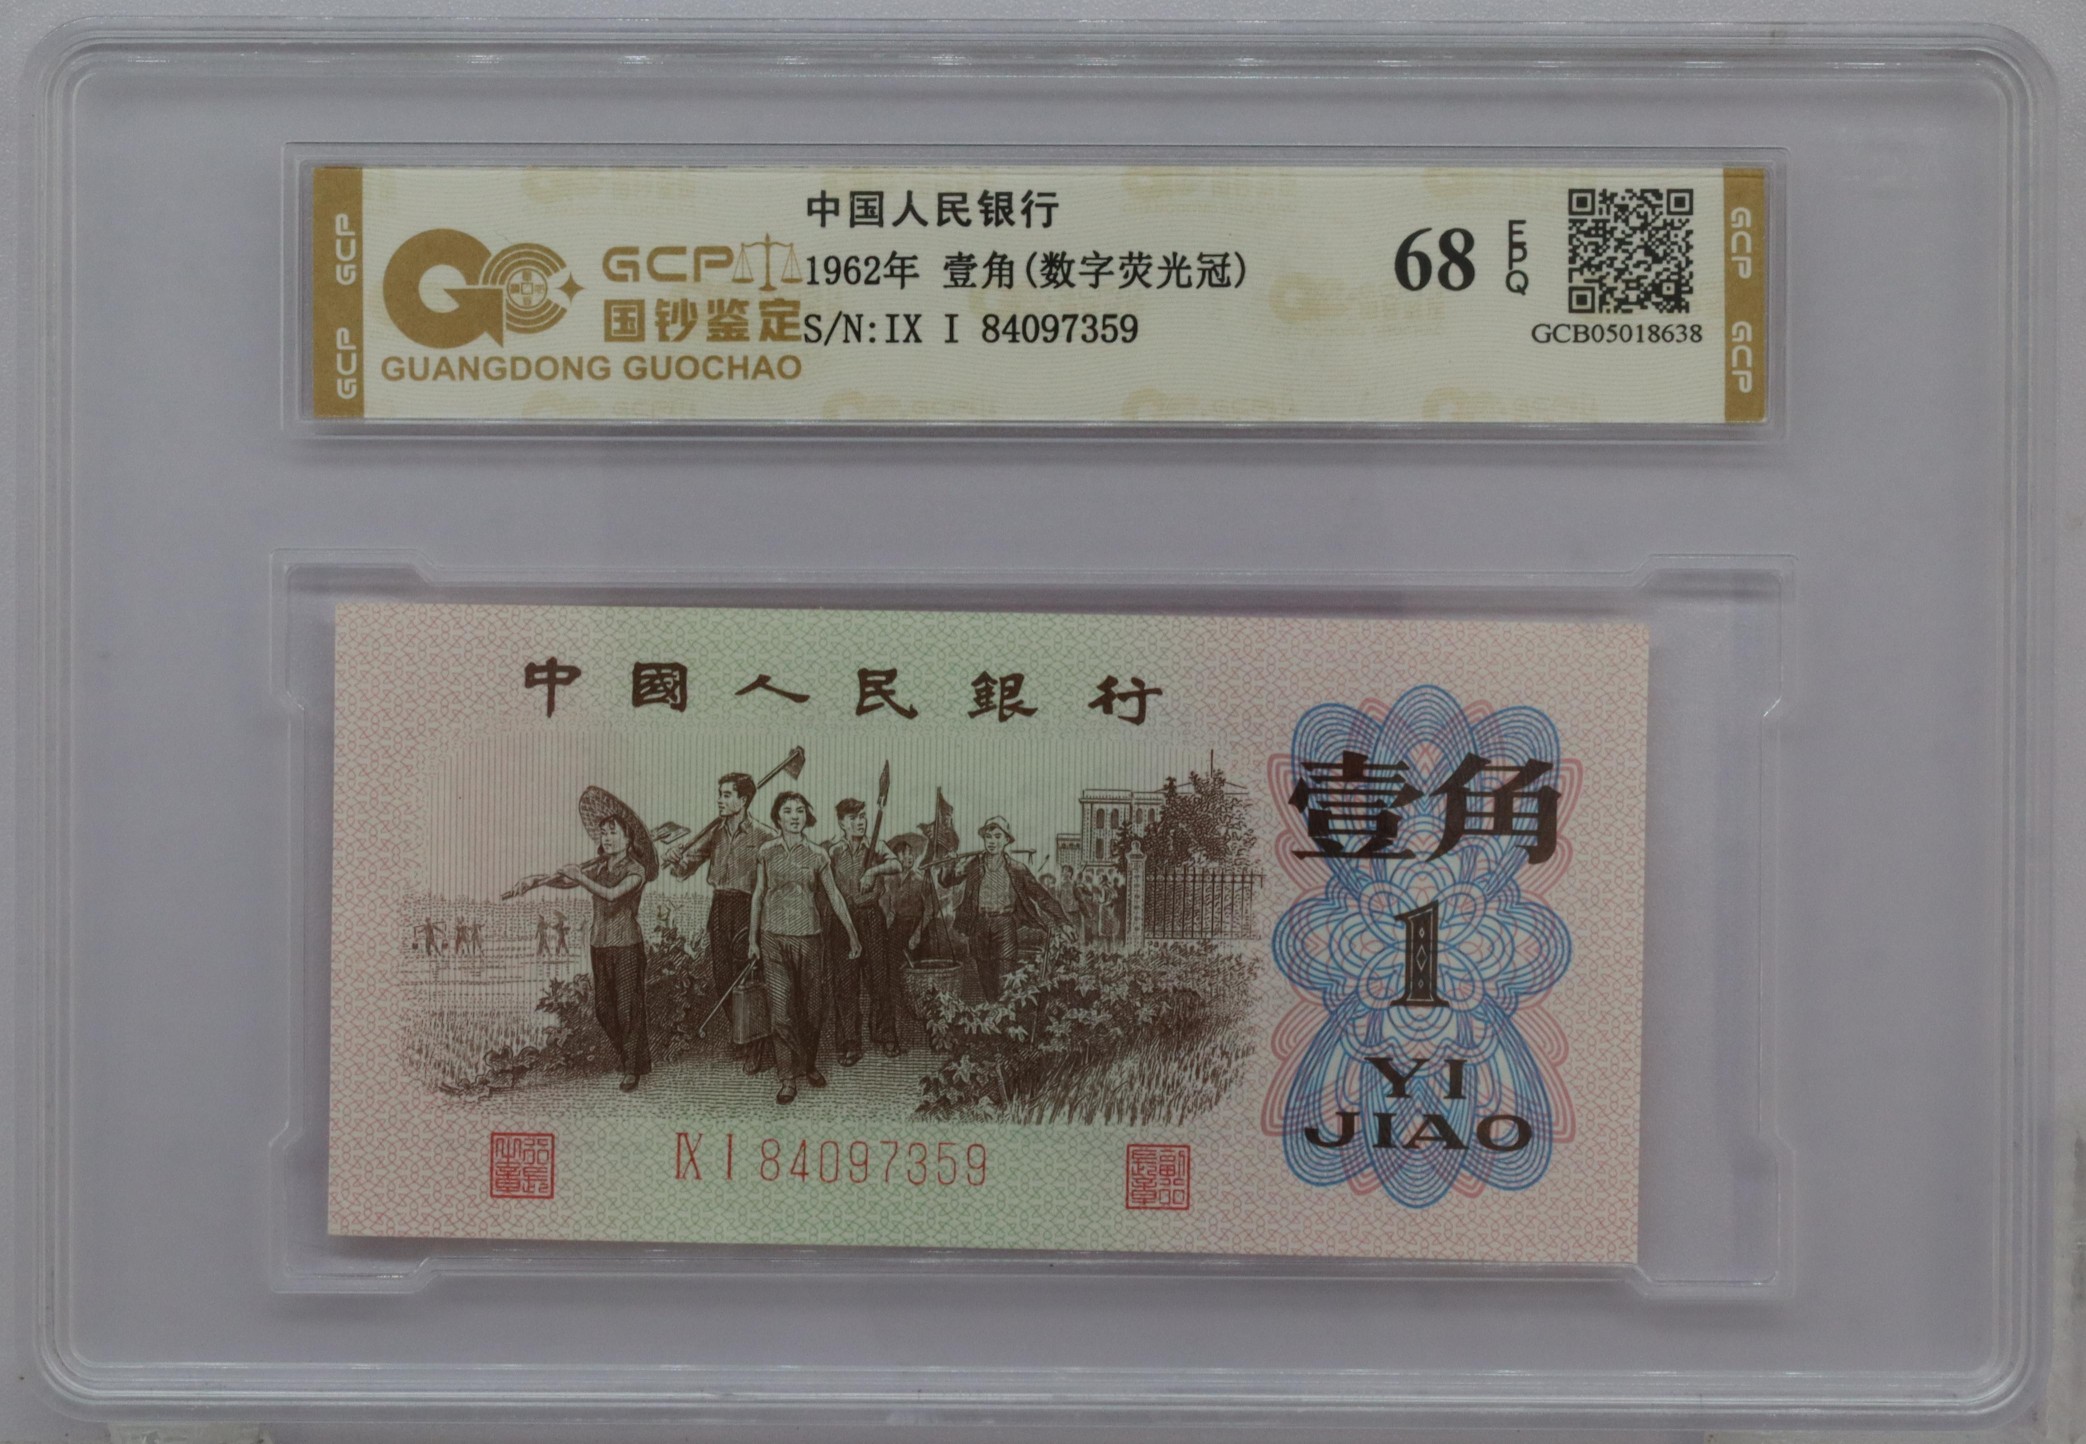 中国人民银行
GCP
国钞鉴定
GUANGDONG GUOCHAO
1962年 壹角(数字荧光冠)
S/N:IX I 84097359
68 EPQ
GCB05018638
GCP GCP
GCP GCP
中國人民銀行
壹角
1
YI
JIAO
IX I 84097359